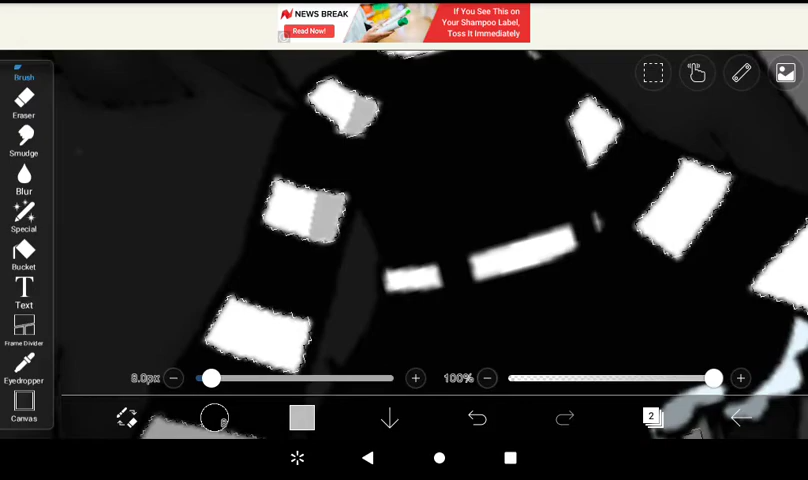 NEWS BREAK
Read Now!
If You See This on
Your Shampoo Label,
Toss It Immediately
Brush
Eraser
Smudge
Blur
Special
Bucket
T
Text
Frame Divider
Eyedropper
Canvas
8.0px
100%
8
2